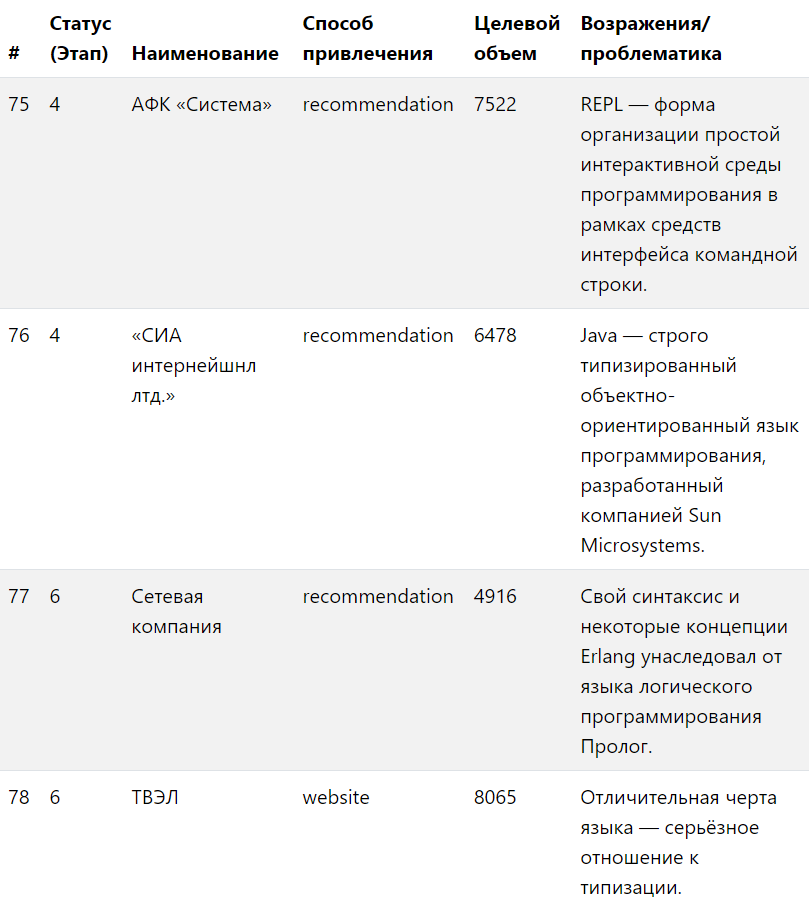 # Статус (Этап) Наименование Способ привлечения Целевой объем Возражения/ проблематика
75 4 АФК «Система» recommendation 7522 REPL — форма
организации простой
интерактивной среды
программирования в
рамках средств
интерфейса командной
строки.
76 4 «СИА recommendation 6478 Java — строго
интернейшнл типизированный
лтд.» объектно-
ориентированный язык
программирования,
разработанный
компанией Sun
Microsystems.
77 6 Сетевая recommendation 4916 Свой синтаксис и
компания некоторые концепции
Erlang унаследовал от
языка логического
программирования
Пролог.
78 6 ТВЭЛ website 8065 Отличительная черта
языка — серьёзное
отношение к
типизации.